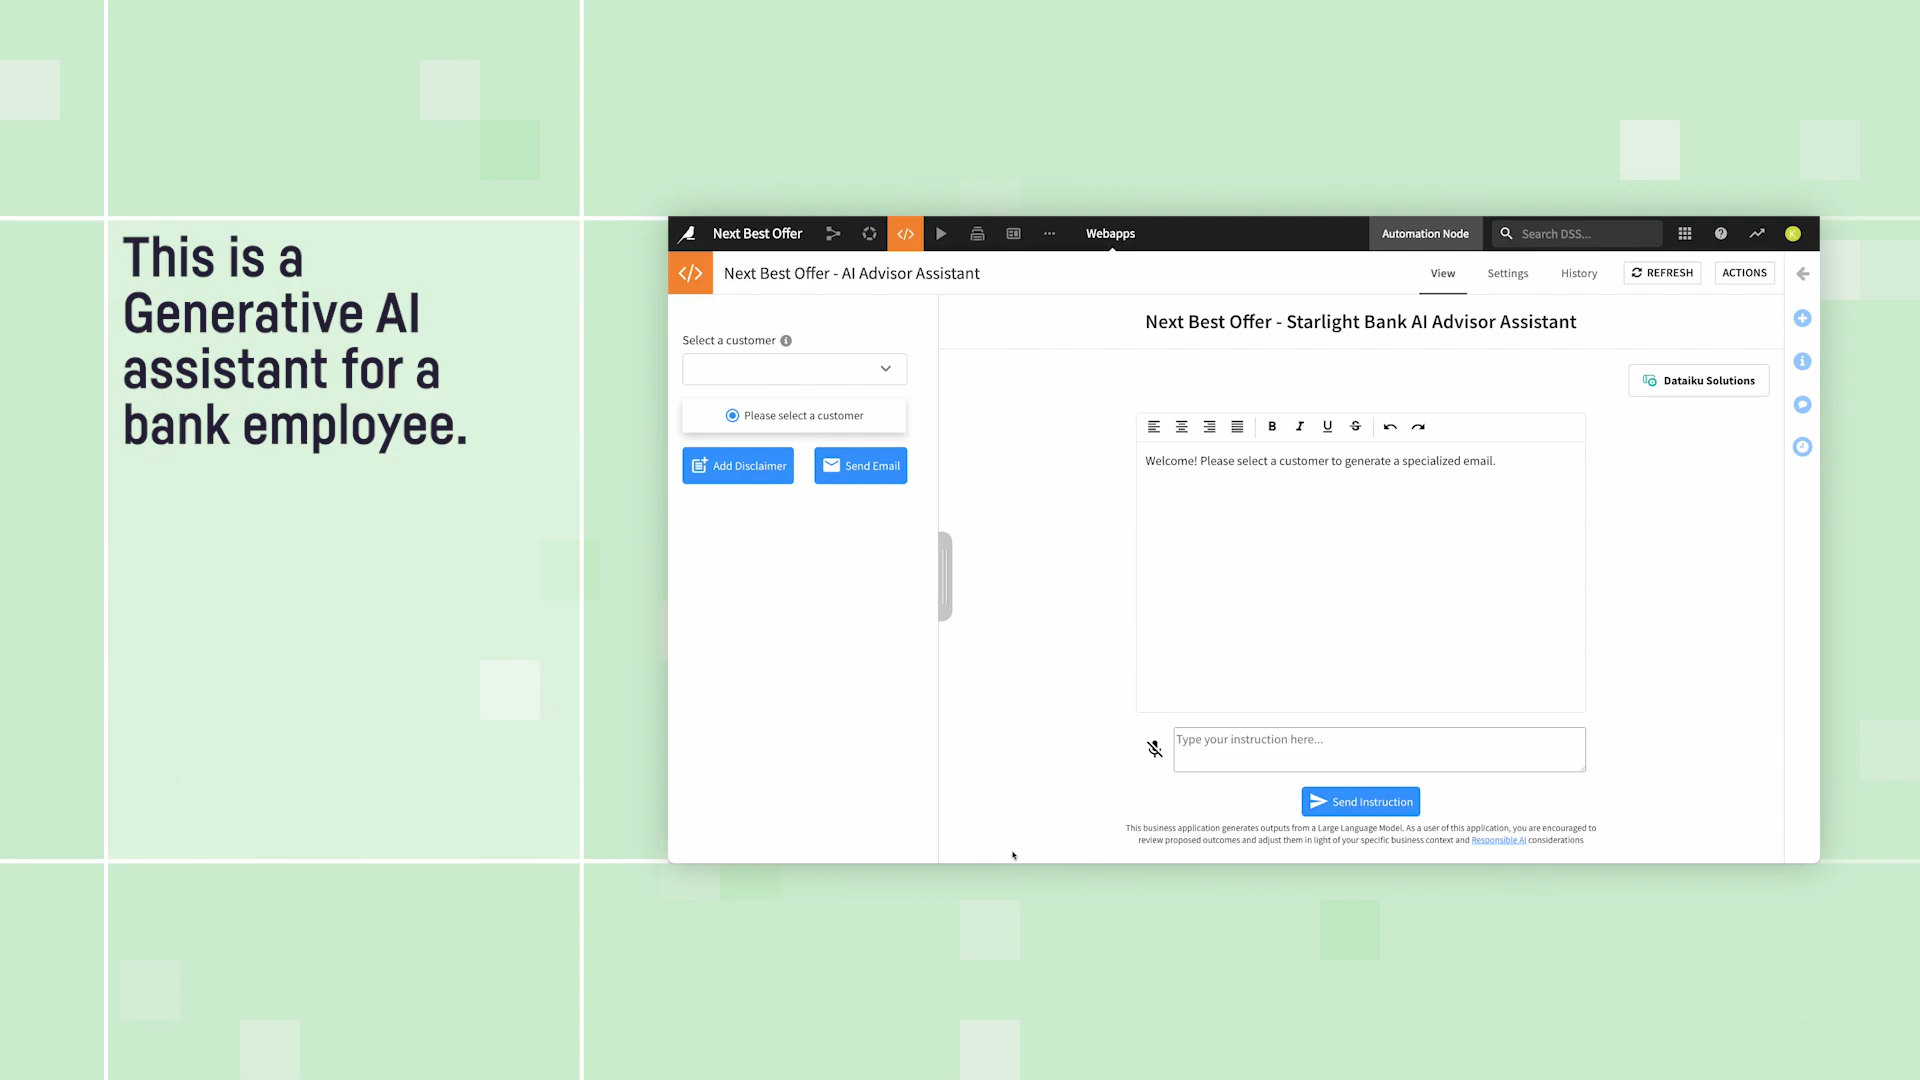 This is a
Generative AI
assistant for a
bank employee.
Next Best Offer
Webapps
Automation Node
Search DSS...
K
Next Best Offer - AI Advisor Assistant
View
Settings
History
REFRESH
ACTIONS
Select a customer
Please select a customer
Add Disclaimer
Send Email
Next Best Offer - Starlight Bank AI Advisor Assistant
Dataiku Solutions
B I U S
Welcome! Please select a customer to generate a specialized email.
Type your instruction here...
Send Instruction
This business application generates outputs from a Large Language Model. As a user of this application, you are encouraged to
review proposed outcomes and adjust them in light of your specific business context and Responsible AI considerations